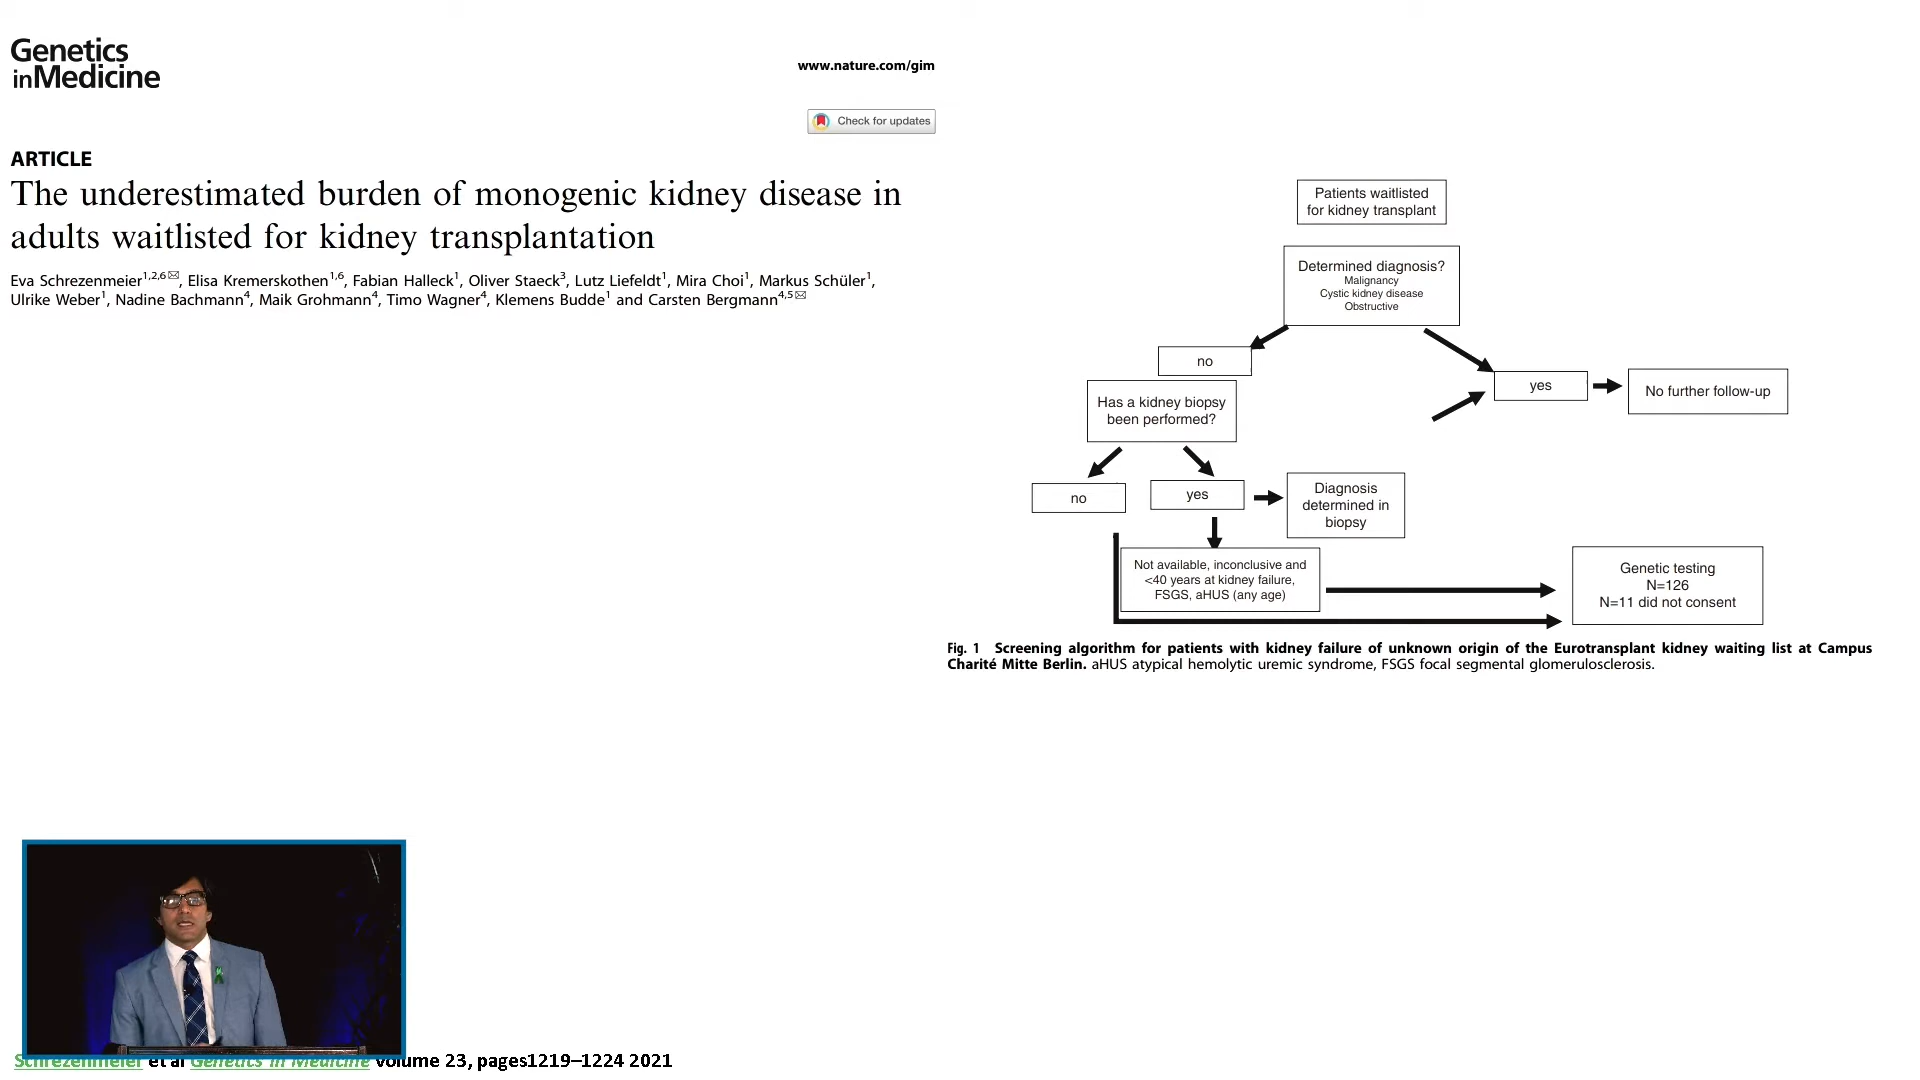 Genetics
inMedicine
www.nature.com/gim
Check for updates
ARTICLE
The underestimated burden of monogenic kidney disease in
adults waitlisted for kidney transplantation
Eva Schrezenmeier1,2,6✉, Elisa Kremerskothen1,6, Fabian Halleck1, Oliver Staeck3, Lutz Liefeldt1, Mira Choi1, Markus Schüler1,
Ulrike Weber1, Nadine Bachmann4, Maik Grohmann4, Timo Wagner4, Klemens Budde1 and Carsten Bergmann4,5✉
Patients waitlisted
for kidney transplant
Determined diagnosis?
Malignancy
Cystic kidney disease
Obstructive
no
yes
No further follow-up
Has a kidney biopsy
been performed?
no
yes
Diagnosis
determined in
biopsy
Not available, inconclusive and
<40 years at kidney failure,
FSGS, aHUS (any age)
Genetic testing
N=126
N=11 did not consent
Fig. 1 Screening algorithm for patients with kidney failure of unknown origin of the Eurotransplant kidney waiting list at Campus
Charité Mitte Berlin. aHUS atypical hemolytic uremic syndrome, FSGS focal segmental glomerulosclerosis.
Schrezenmeier et al Genetics in Medicine volume 23, pages1219–1224 2021